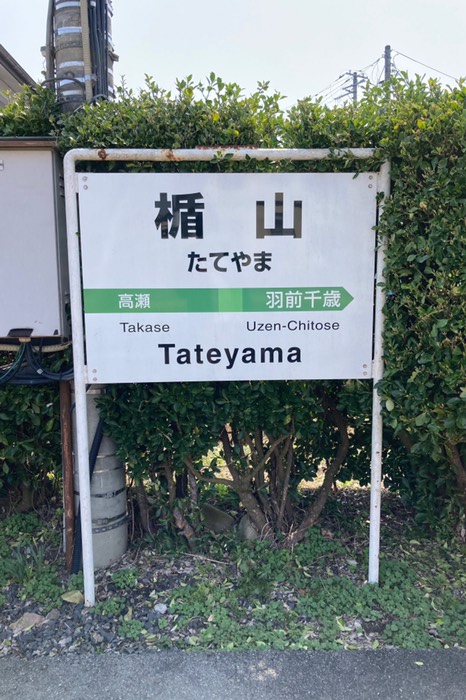 楯山
たてやま
高瀬 羽前千歳
Takase Uzen-Chitose
Tateyama